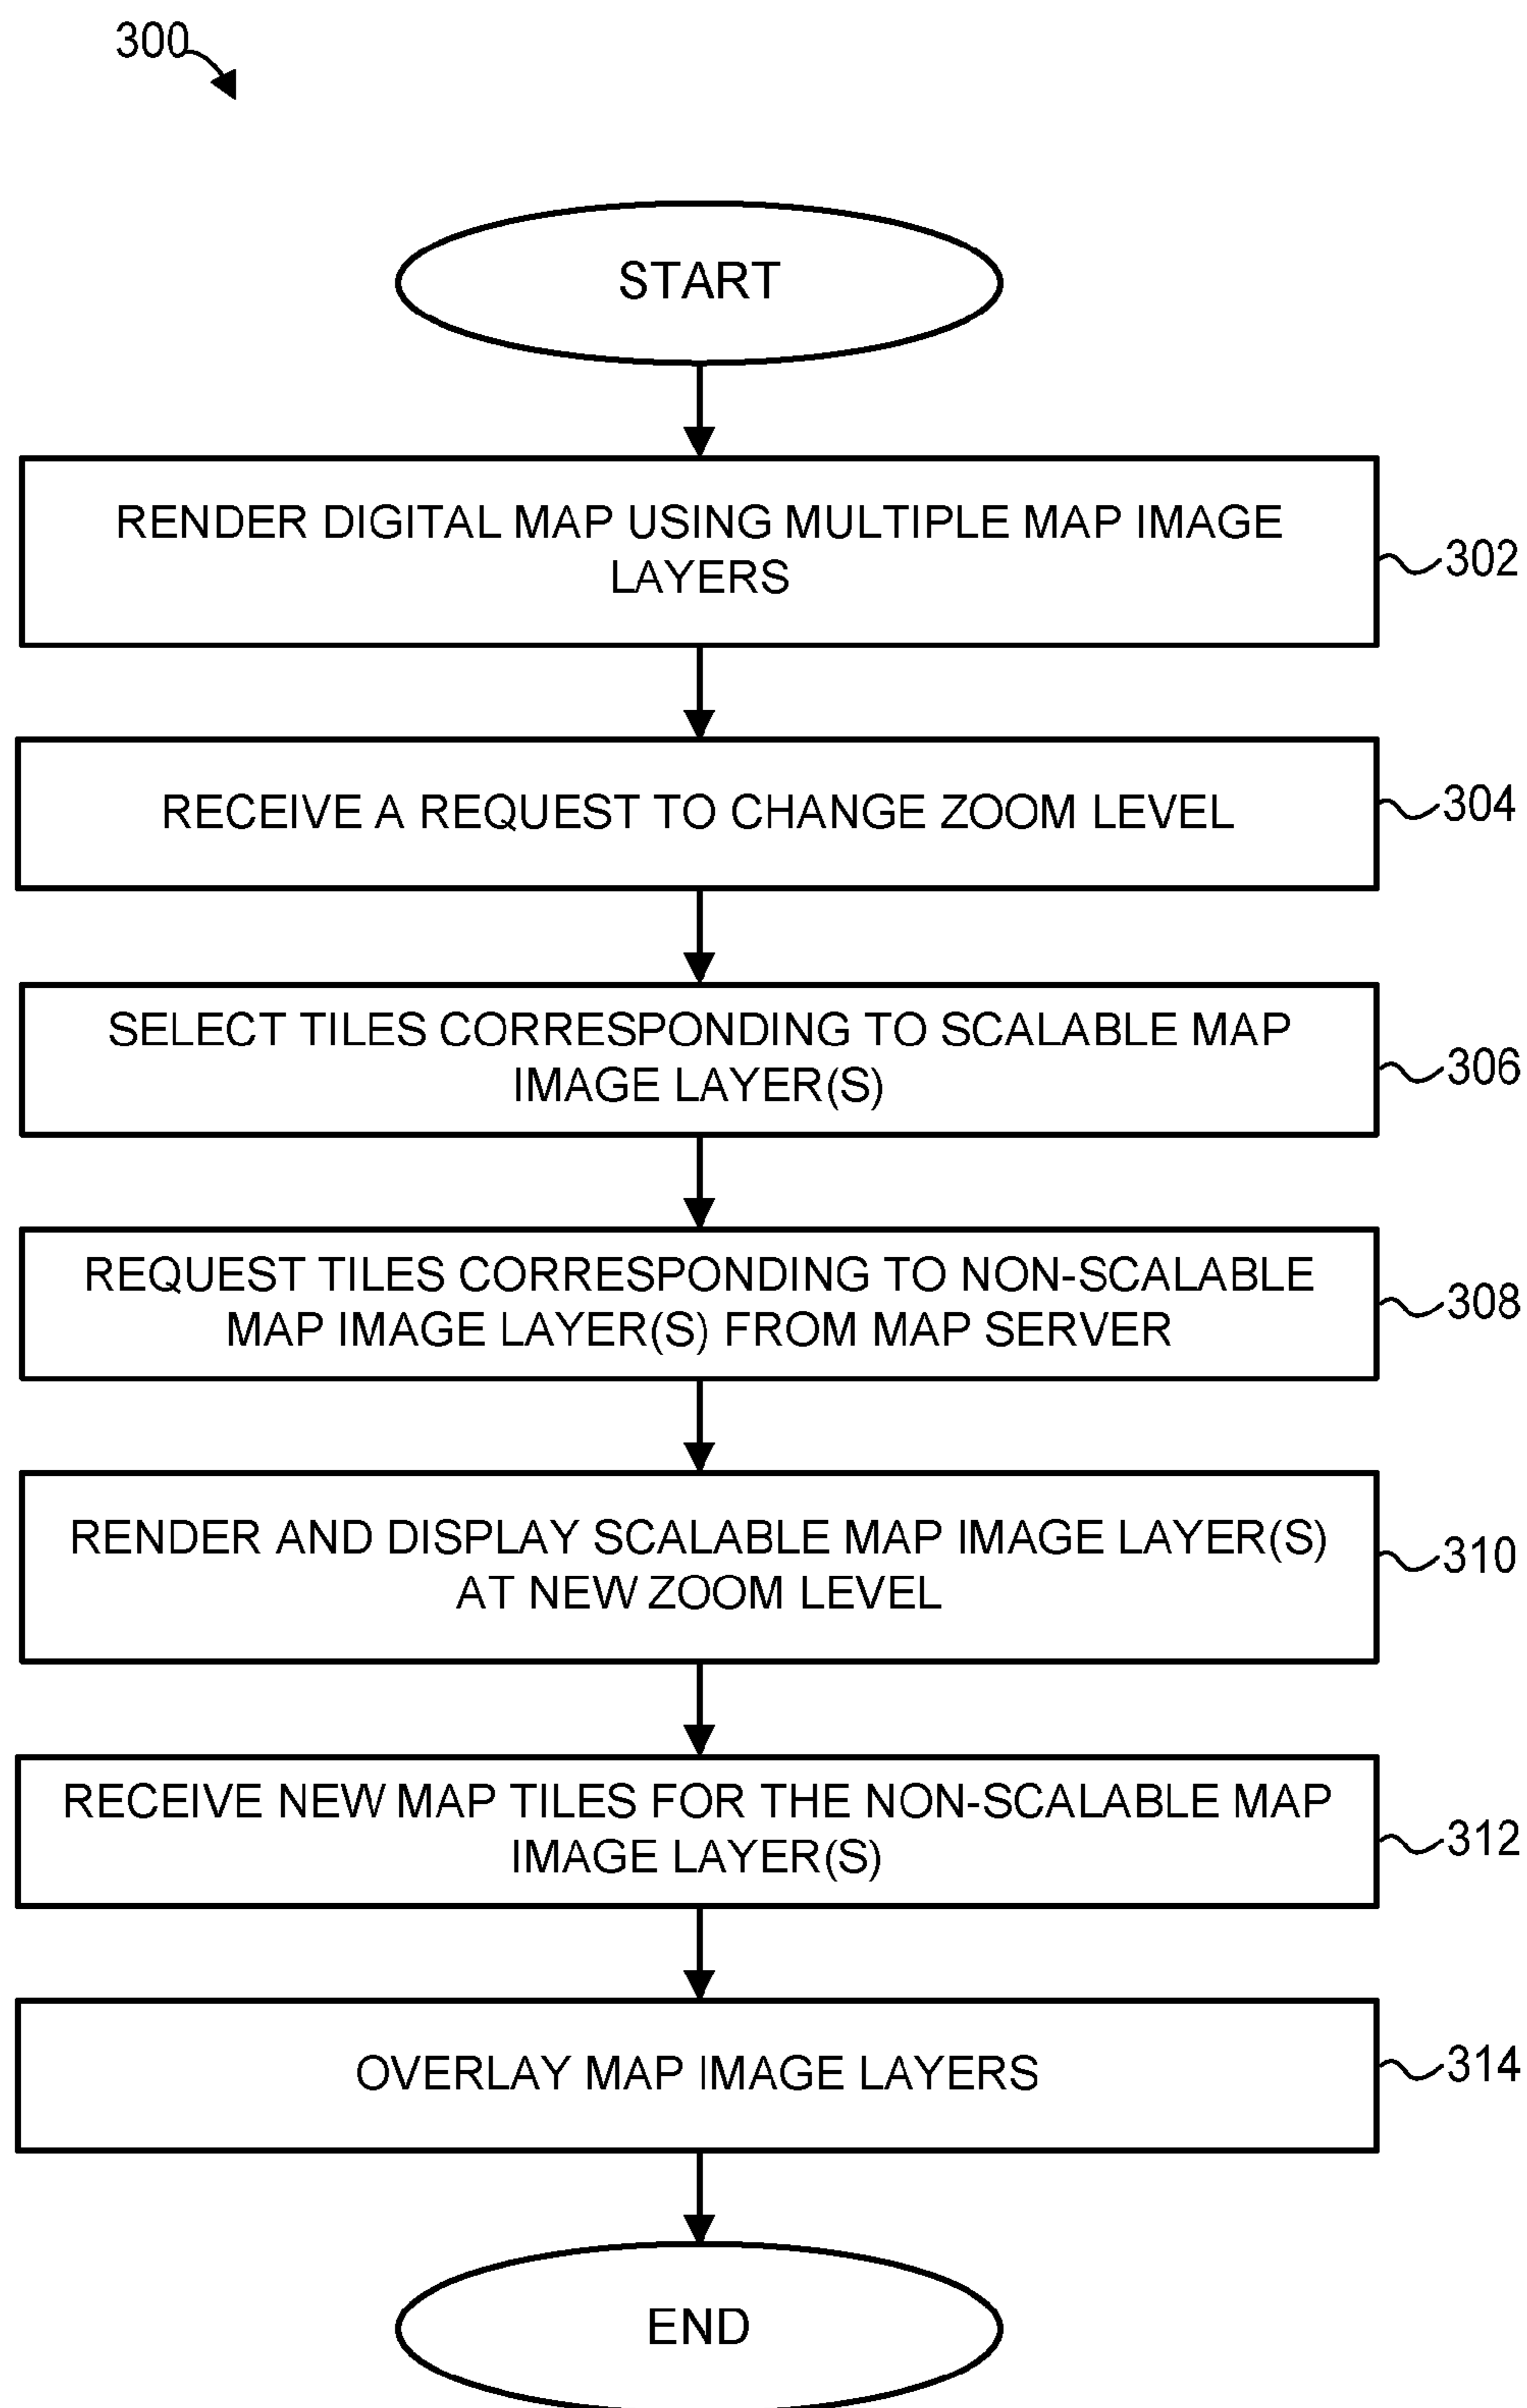 300
START
RENDER DIGITAL MAP USING MULTIPLE MAP IMAGE
LAYERS
302
RECEIVE A REQUEST TO CHANGE ZOOM LEVEL
304
SELECT TILES CORRESPONDING TO SCALABLE MAP
IMAGE LAYER(S)
306
REQUEST TILES CORRESPONDING TO NON-SCALABLE
MAP IMAGE LAYER(S) FROM MAP SERVER
308
RENDER AND DISPLAY SCALABLE MAP IMAGE LAYER(S)
AT NEW ZOOM LEVEL
310
RECEIVE NEW MAP TILES FOR THE NON-SCALABLE MAP
IMAGE LAYER(S)
312
OVERLAY MAP IMAGE LAYERS
314
END